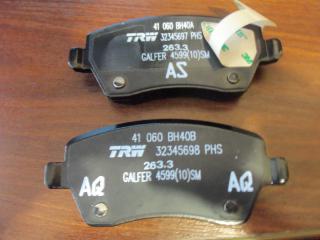 41 060 BH40A
TRW 32345697 PHS
263.3
GALFER 4599(10)SM
AS
41 060 BH40B
TRW 32345698 PHS
263.3
GALFER 4599(10)SM
AQ AQ